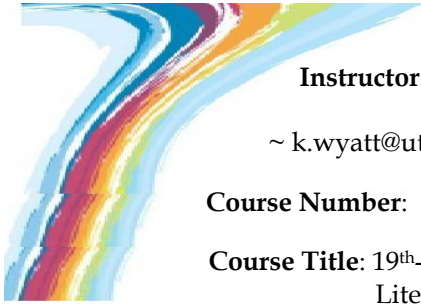 Instructor
~ k.wyatt@ut
Course Number:
Course Title: 19th-
Lite